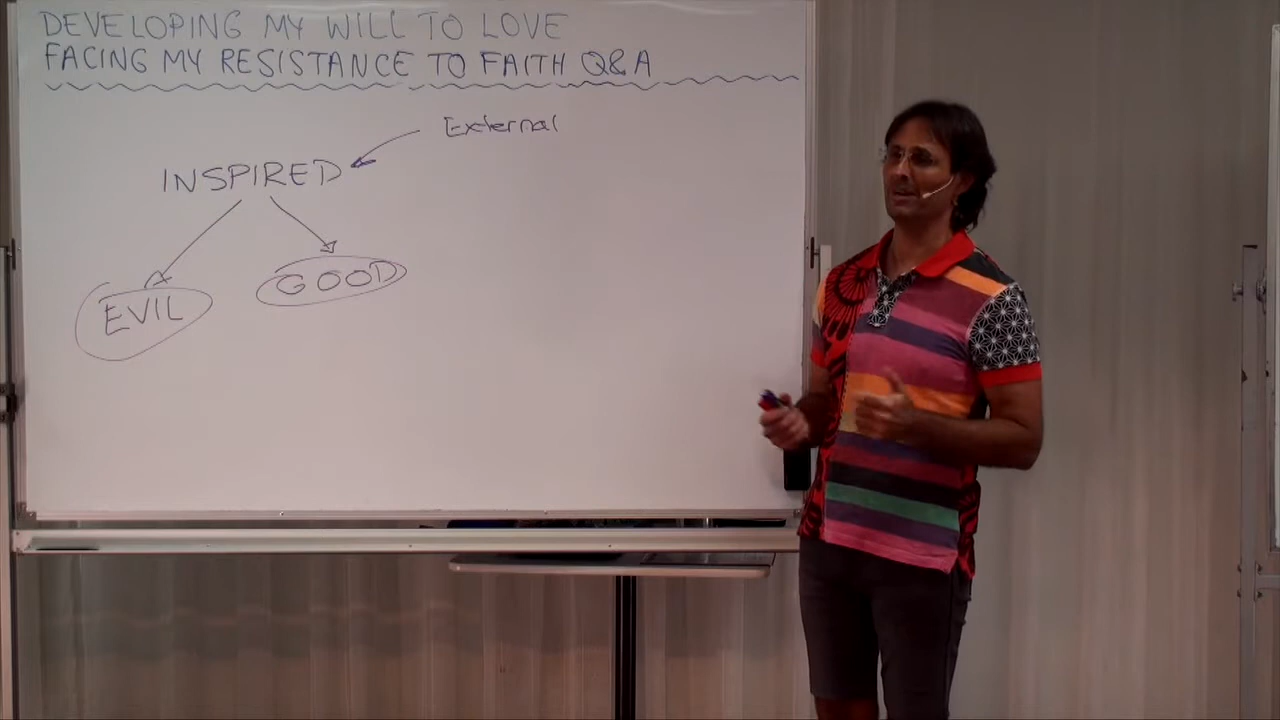 DEVELOPING MY WILL TO LOVE
FACING MY RESISTANCE TO FAITH Q&A
External
INSPIRED
GOOD
EVIL